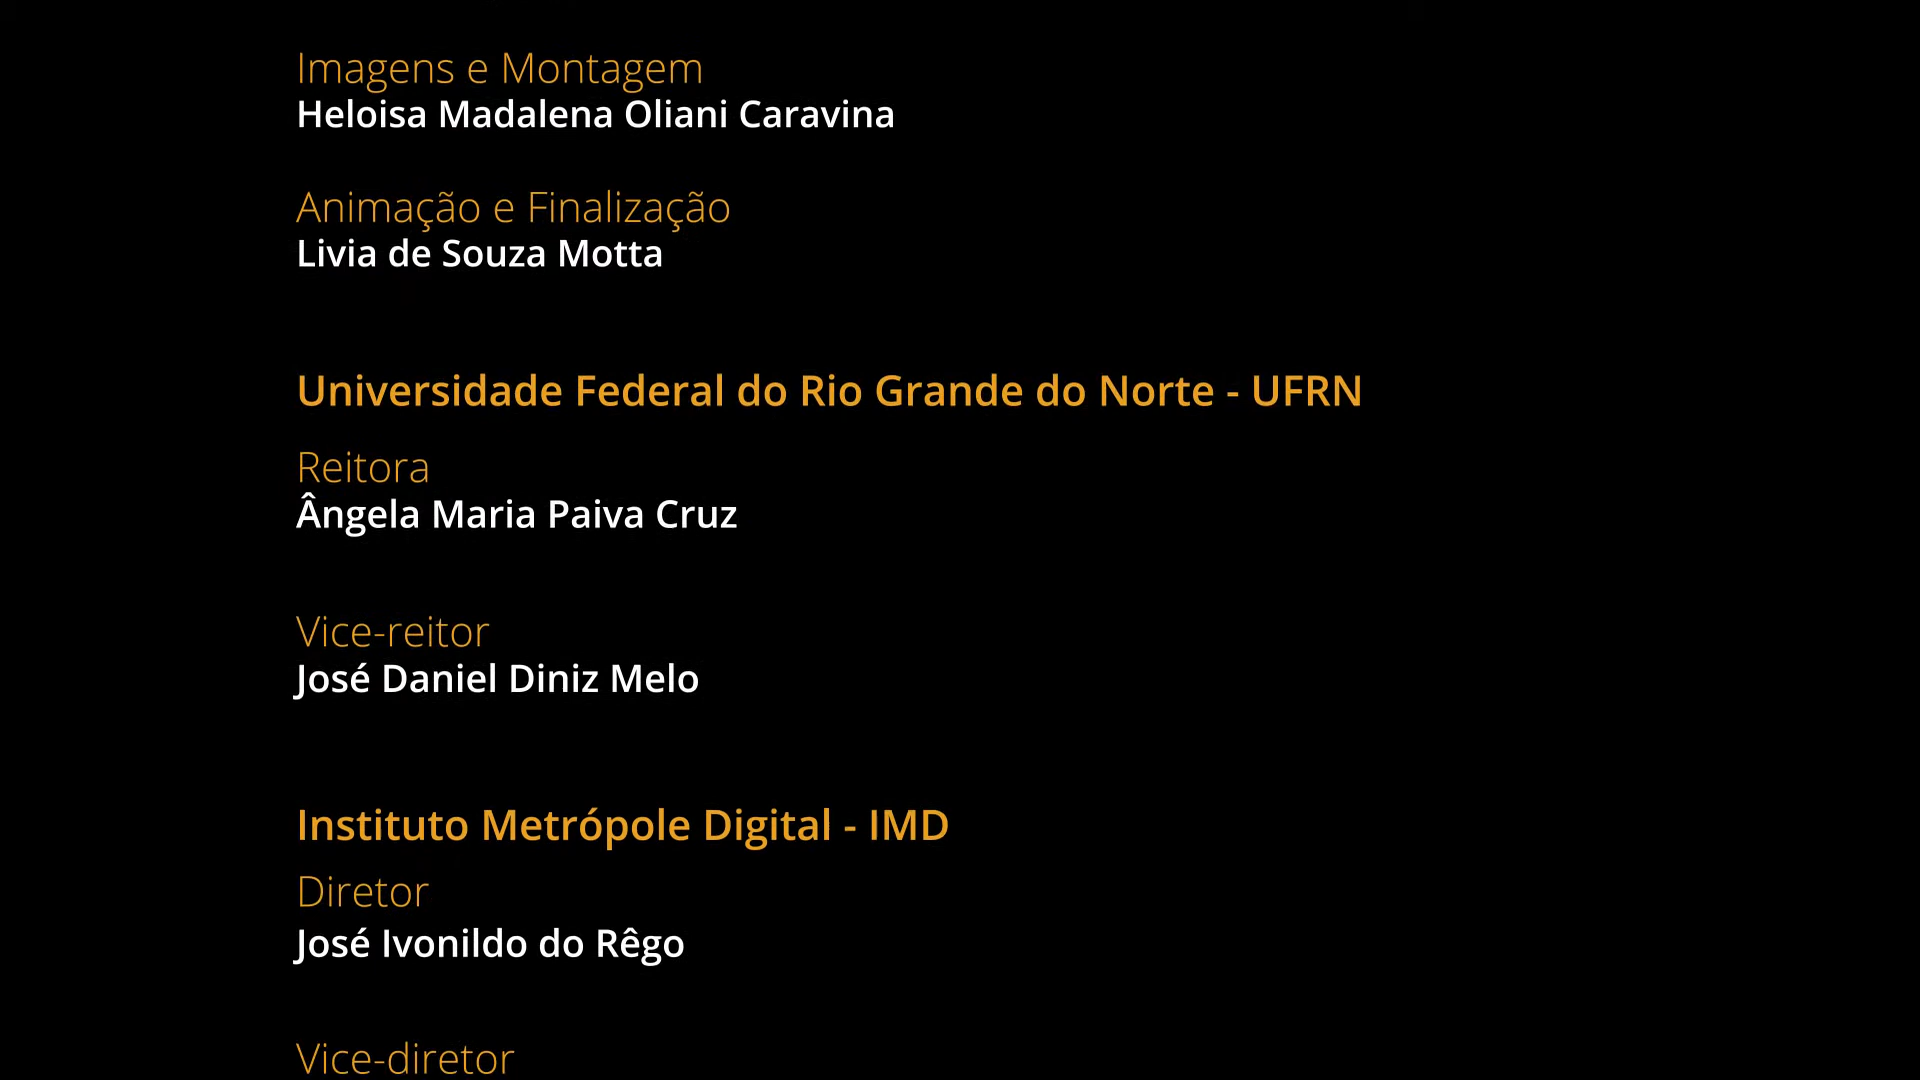 Imagens e Montagem
Heloisa Madalena Oliani Caravina
Animação e Finalização
Livia de Souza Motta
Universidade Federal do Rio Grande do Norte - UFRN
Reitora
Ângela Maria Paiva Cruz
Vice-reitor
José Daniel Diniz Melo
Instituto Metrópole Digital - IMD
Diretor
José Ivonildo do Rêgo
Vice-diretor